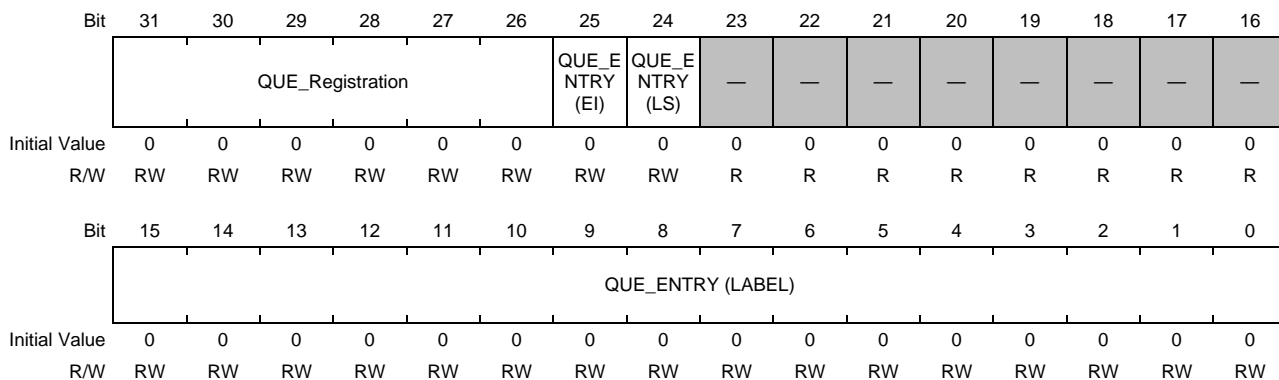 Bit 31 30 29 28 27 26 25 24 23 22 21 20 19 18 17 16
QUE_Registration QUE_E QUE_E — — — — — — — —
NTRY NTRY
(EI) (LS)
Initial Value 0 0 0 0 0 0 0 0 0 0 0 0 0 0 0 0
R/W RW RW RW RW RW RW RW RW R R R R R R R R
Bit 15 14 13 12 11 10 9 8 7 6 5 4 3 2 1 0
QUE_ENTRY (LABEL)
Initial Value 0 0 0 0 0 0 0 0 0 0 0 0 0 0 0 0
R/W RW RW RW RW RW RW RW RW RW RW RW RW RW RW RW RW